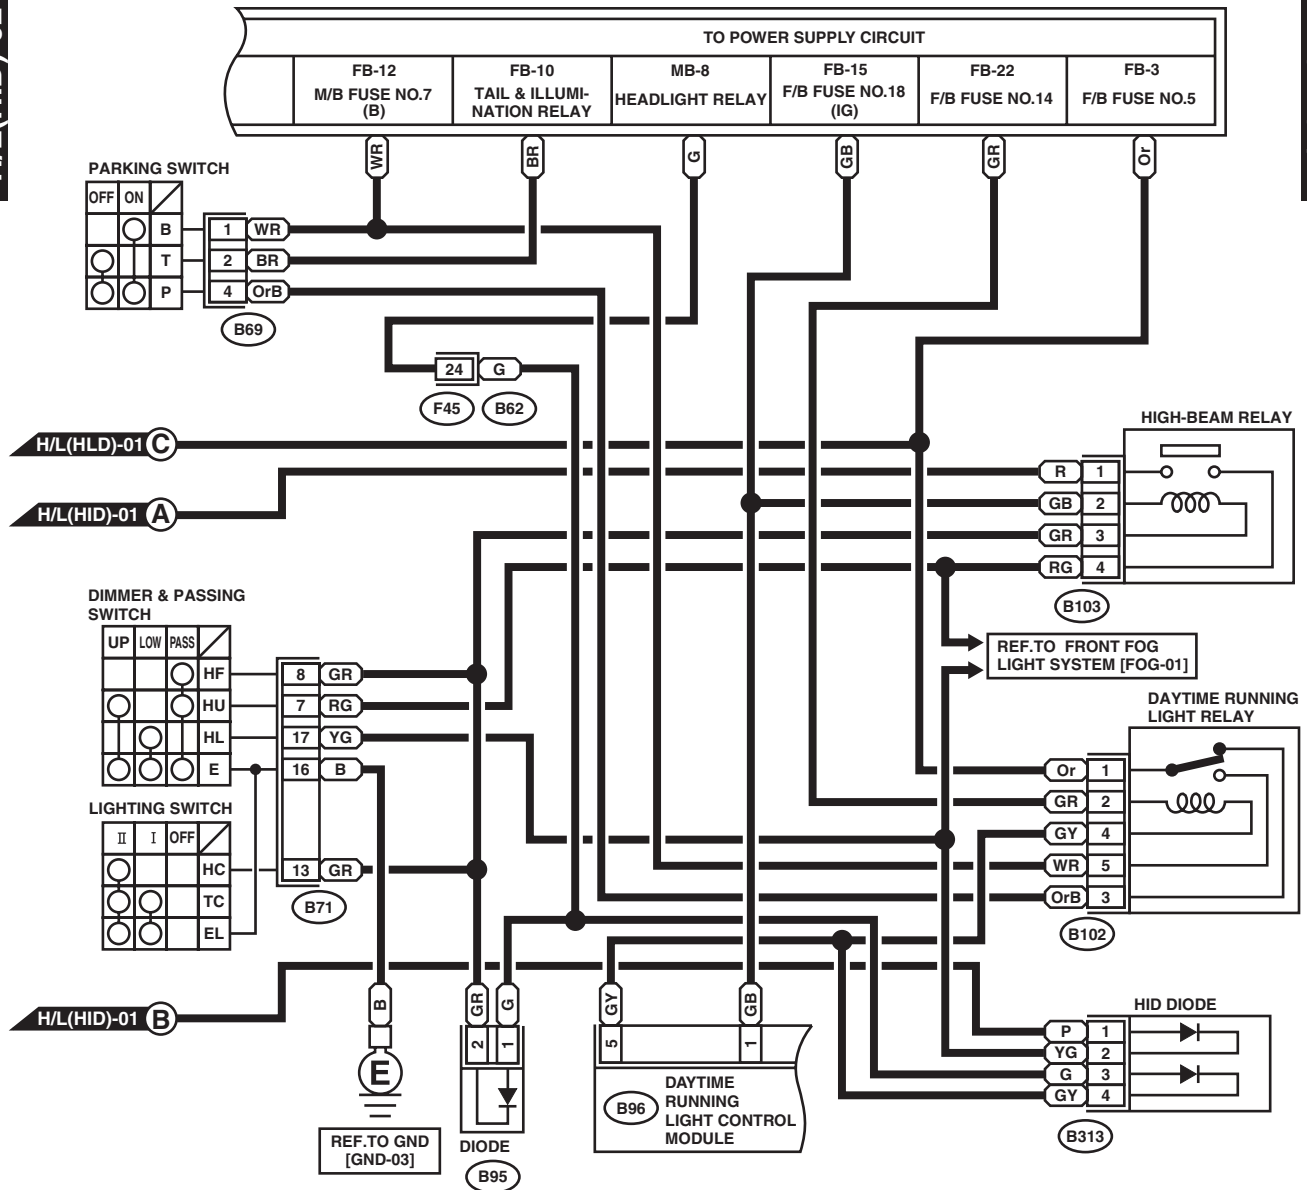 TO POWER SUPPLY CIRCUIT
FB-12
M/B FUSE NO.7
(B)
FB-10
TAIL & ILLUMI-
NATION RELAY
MB-8
HEADLIGHT RELAY
FB-15
F/B FUSE NO.18
(IG)
FB-22
F/B FUSE NO.14
FB-3
F/B FUSE NO.5
WR
BR
G
GB
GR
Or
PARKING SWITCH
OFF ON
B 1 WR
T 2 BR
P 4 OrB
B69
24 G
F45 B62
H/L(HLD)-01 C
H/L(HID)-01 A
HIGH-BEAM RELAY
R 1
GB 2
GR 3
RG 4
B103
DIMMER & PASSING
SWITCH
UP LOW PASS
HF 8 GR
HU 7 RG
HL 17 YG
E 16 B
REF.TO FRONT FOG
LIGHT SYSTEM [FOG-01]
LIGHTING SWITCH
II I OFF
HC 13 GR
TC
EL
B71
DAYTIME RUNNING
LIGHT RELAY
Or 1
GR 2
GY 4
WR 5
OrB 3
B102
H/L(HID)-01 B
B
E
REF.TO GND
[GND-03]
GR G
2 1
DIODE
B95
GY GB
5 1
B96
DAYTIME
RUNNING
LIGHT CONTROL
MODULE
HID DIODE
P 1
YG 2
G 3
GY 4
B313